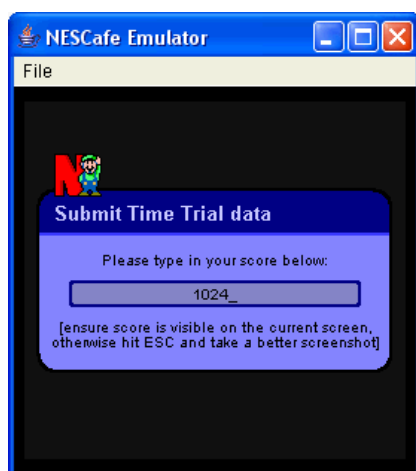 NESCafe Emulator
File
N
Submit Time Trial data
Please type in your score below:
1024_
[ensure score is visible on the current screen,
otherwise hit ESC and take a better screenshot]